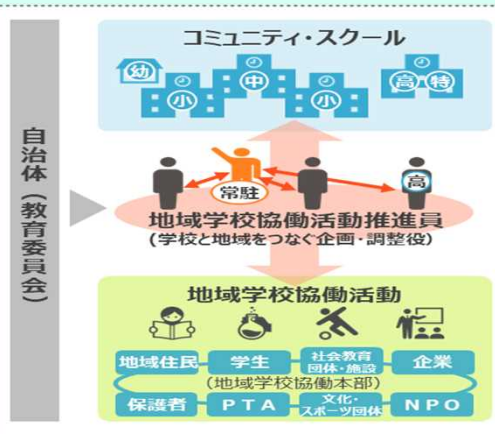 コミュニティ・スクール
幼
小
中
小
高
特
自治体（教育委員会）
常駐
高
地域学校協働活動推進員
(学校と地域をつなぐ企画・調整役)
地域学校協働活動
地域住民
学生
社会教育
団体・施設
企業
(地域学校協働本部)
保護者
ＰＴＡ
文化・
スポーツ団体
ＮＰＯ